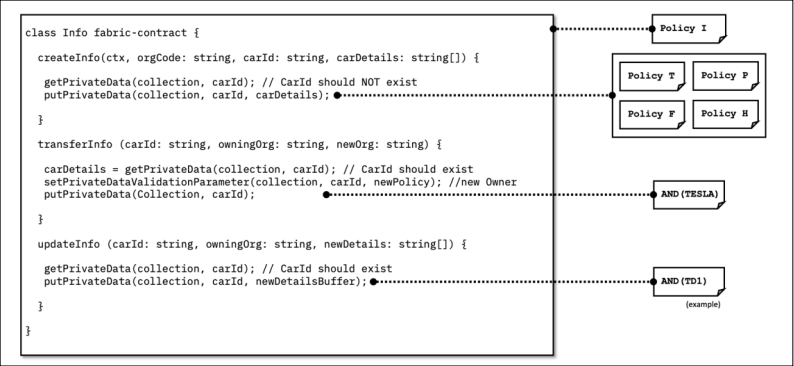 class Info fabric-contract {
createInfo(ctx, orgCode: string, carId: string, carDetails: string[]) {
getPrivateData(collection, carId); // CarId should NOT exist
putPrivateData(collection, carId, carDetails);
}
transferInfo (carId: string, owningOrg: string, newOrg: string) {
carDetails = getPrivateData(collection, carId); // CarId should exist
setPrivateDataValidationParameter(collection, carId, newPolicy); //new Owner
putPrivateData(Collection, carId);
}
updateInfo (carId: string, owningOrg: string, newDetails: string[]) {
getPrivateData(collection, carId); // CarId should exist
putPrivateData(collection, carId, newDetailsBuffer);
}
}
Policy I
Policy T
Policy P
Policy F
Policy H
AND(TESLA)
AND(TD1)
(example)